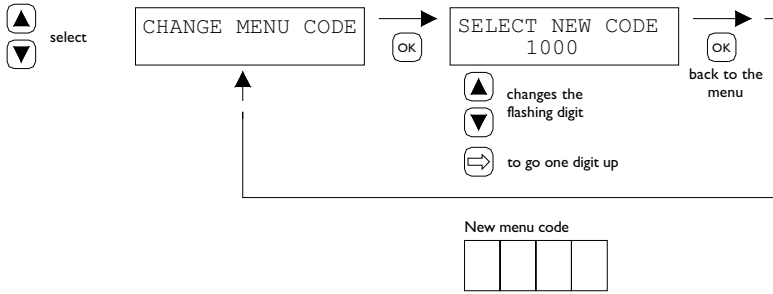 select
CHANGE MENU CODE
OK
SELECT NEW CODE
1000
OK
back to the
menu
changes the
flashing digit
to go one digit up
New menu code